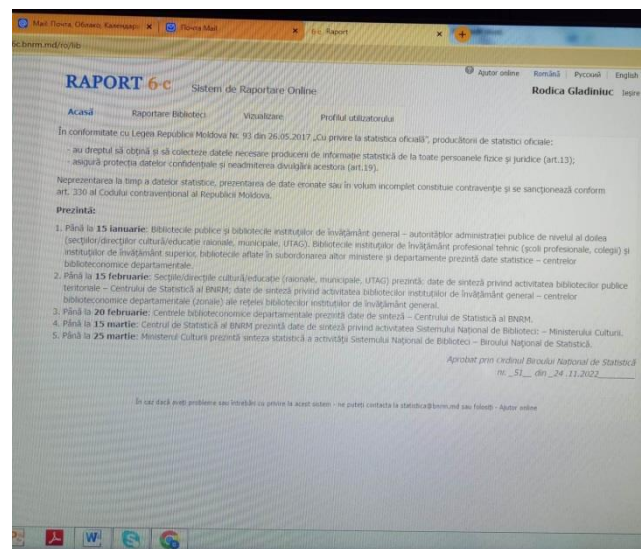 Mail: Почта, Облако, Календарь
Почта Mail
6-c Raport
6c.bnrm.md/ro/lib
Ajutor online Română Русский English
RAPORT 6-c Sistem de Raportare Online
Rodica Gladiniuc Ieșire
Acasă Raportare Biblioteci Vizualizare Profilul utilizatorului
În conformitate cu Legea Republicii Moldova Nr. 93 din 26.05.2017 „Cu privire la statistica oficială”, producătorii de statistici oficiale:
- au dreptul să obțină și să colecteze datele necesare producerii de informație statistică de la toate persoanele fizice și juridice (art.13);
- asigură protecția datelor confidențiale și neadmiterea divulgării acestora (art.19).
Neprezentarea la timp a datelor statistice, prezentarea de date eronate sau în volum incomplet constituie contravenție și se sancționează conform
art. 330 al Codului contravențional al Republicii Moldova.
Prezintă:
1. Până la 15 ianuarie: Bibliotecile publice și bibliotecile instituțiilor de învățământ general – autorităților administrației publice de nivelul al doilea
(secțiilor/direcțiilor cultură/educație raionale, municipale, UTAG). Bibliotecile instituțiilor de învățământ profesional tehnic (școli profesionale, colegii) și
instituțiilor de învățământ superior, bibliotecile aflate în subordonarea altor ministere și departamente prezintă date statistice – centrelor
biblioteconomice departamentale.
2. Până la 15 februarie: Secțiile/direcțiile cultură/educație (raionale, municipale, UTAG) prezintă: date de sinteză privind activitatea bibliotecilor publice
teritoriale – Centrului de Statistică al BNRM; date de sinteză privind activitatea bibliotecilor instituțiilor de învățământ general – centrelor
biblioteconomice departamentale (zonale) ale rețelei bibliotecilor instituțiilor de învățământ general.
3. Până la 20 februarie: Centrele biblioteconomice departamentale prezintă date de sinteză – Centrului de Statistică al BNRM.
4. Până la 15 martie: Centrul de Statistică al BNRM prezintă date de sinteză privind activitatea Sistemului Național de Biblioteci – Ministerului Culturii.
5. Până la 25 martie: Ministerul Culturii prezintă sinteza statistică a activității Sistemului Național de Biblioteci – Biroului Național de Statistică.
Aprobat prin Ordinul Biroului Național de Statistică
nr. _51__ din _24 .11.2022________
În caz dacă aveți probleme sau întrebări cu privire la acest sistem - ne puteți contacta la statistica@bnrm.md sau folosiți - Ajutor online